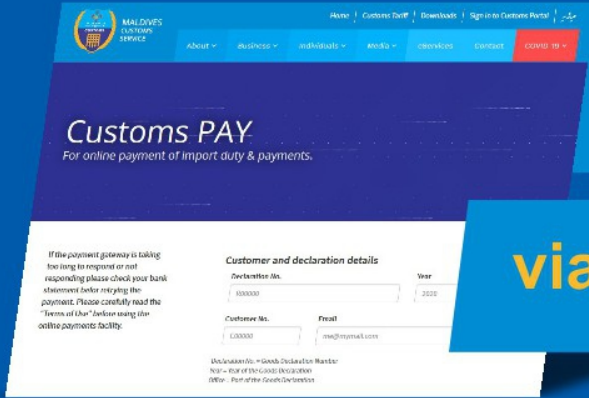 MALDIVES
CUSTOMS
SERVICE
Home | Customs Tariff | Downloads | Sign in to Customs Portal |
About
Business
Individuals
Media
eServices
Contact
COVID-19
Customs PAY
For online payment of import duty & payments.
If the payment gateway is taking
too long to respond or not
responding please check your bank
statement befor retrying the
payment. Please carefully read the
"Terms of Use" before using the
online payments facility.
Customer and declaration details
Declaration No.
Year
2020
Customer No.
Email
me@mymail.com
Declaration No. = Goods Declaration Number
Year = Year of the Goods Declaration
Office = Port of the Goods Declaration
via